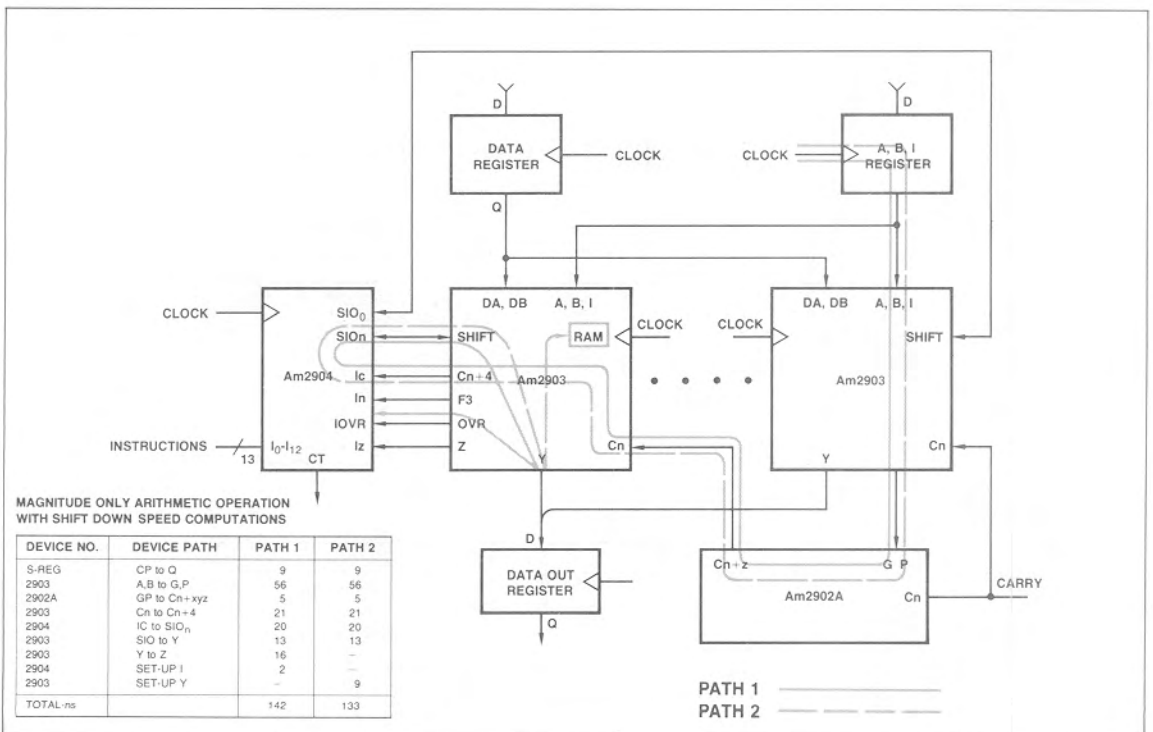 D
D
DATA
REGISTER
CLOCK
CLOCK
A, B, I
REGISTER
Q
DA, DB A, B, I
DA, DB A, B, I
CLOCK
SIO0
SIOn
SHIFT
RAM
CLOCK
CLOCK
SHIFT
Am2904
Ic
Cn+4
Am2903
Am2903
In
F3
IOVR
OVR
Cn
Cn
INSTRUCTIONS
13
I0-I12
Iz
Z
CT
Y
Y
MAGNITUDE ONLY ARITHMETIC OPERATION
WITH SHIFT DOWN SPEED COMPUTATIONS
DEVICE NO. DEVICE PATH PATH 1 PATH 2
S-REG CP to Q 9 9
2903 A,B to G,P 56 56
2902A GP to Cn+xyz 5 5
2903 Cn to Cn+4 21 21
2904 IC to SIOn 20 20
2903 SIO to Y 13 13
2903 Y to Z 16 –
2904 SET-UP I 2 –
2903 SET-UP Y – 9
TOTAL-ns 142 133
D
DATA OUT
REGISTER
Q
Cn+z
G P
Am2902A
Cn
CARRY
PATH 1
PATH 2